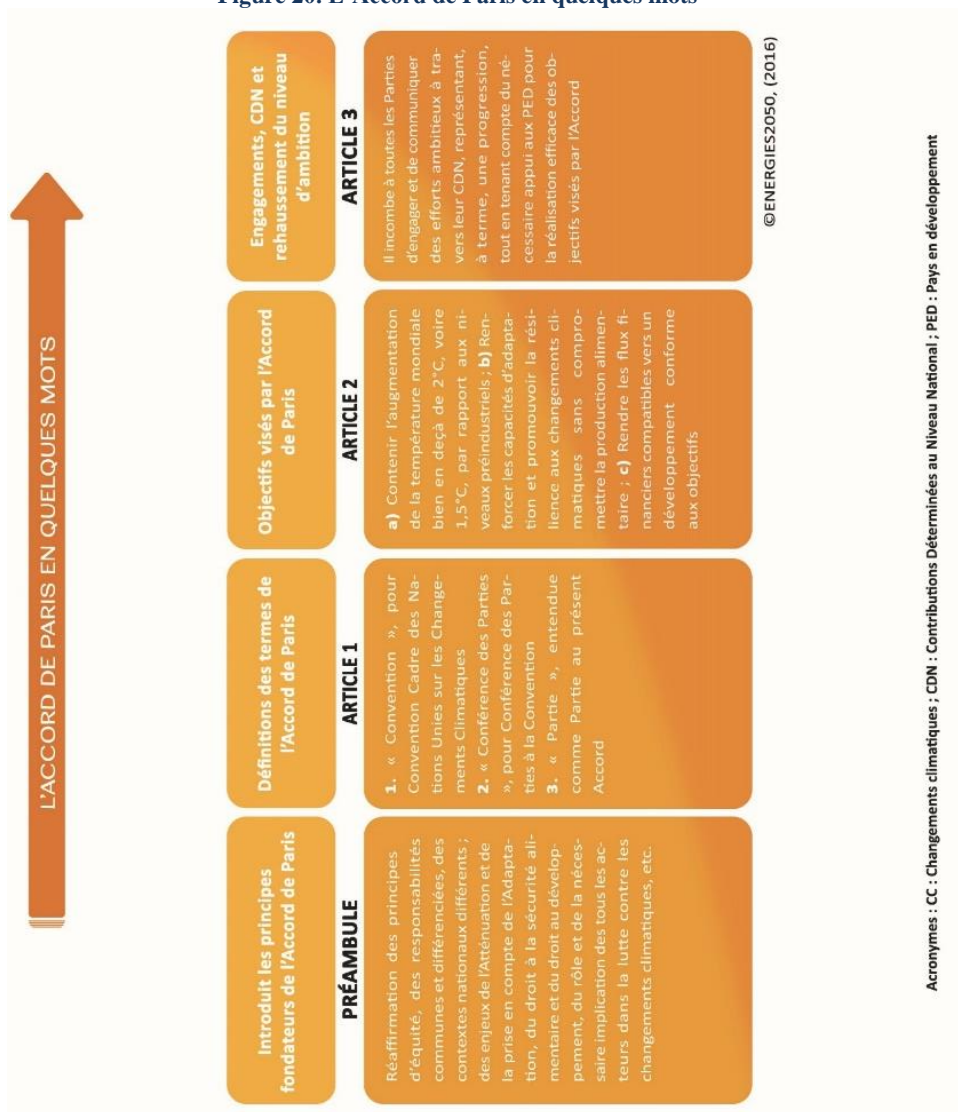 Figure 20: L'Accord de Paris en quelques mots
L'ACCORD DE PARIS EN QUELQUES MOTS
Introduit les principes
fondateurs de l'Accord de Paris
PRÉAMBULE
Réaffirmation des principes
d'équité, des responsabilités
communes et différenciées, des
contextes nationaux différents ;
des enjeux de l'Atténuation et de
la prise en compte de l'Adapta-
tion, du droit à la sécurité ali-
mentaire et du droit au dévelop-
pement, du rôle et de la néces-
saire implication des tous les ac-
teurs dans la lutte contre les
changements climatiques, etc.
Définitions des termes de
l'Accord de Paris
ARTICLE 1
1. « Convention », pour
Convention Cadre des Na-
tions Unies sur les Change-
ments Climatiques
2. « Conférence des Parties
», pour Conférence des Par-
ties à la Convention
3. « Partie », entendue
comme Partie au présent
Accord
Objectifs visés par l'Accord
de Paris
ARTICLE 2
a) Contenir l'augmentation
de la température mondiale
bien en deçà de 2°C, voire
1,5°C, par rapport aux ni-
veaux préindustriels ; b) Ren-
forcer les capacités d'adapta-
tion et promouvoir la rési-
lience aux changements cli-
matiques sans compro-
mettre la production alimen-
taire ; c) Rendre les flux fi-
nanciers compatibles vers un
développement conforme
aux objectifs
Engagements, CDN et
rehaussement du niveau
d'ambition
ARTICLE 3
Il incombe à toutes les Parties
d'engager et de communiquer
des efforts ambitieux à tra-
vers leur CDN, représentant,
à terme, une progression,
tout en tenant compte du né-
cessaire appui aux PED pour
la réalisation efficace des ob-
jectifs visés par l'Accord
©ENERGIES2050, (2016)
Acronymes : CC : Changements climatiques ; CDN : Contributions Déterminées au Niveau National ; PED : Pays en développement